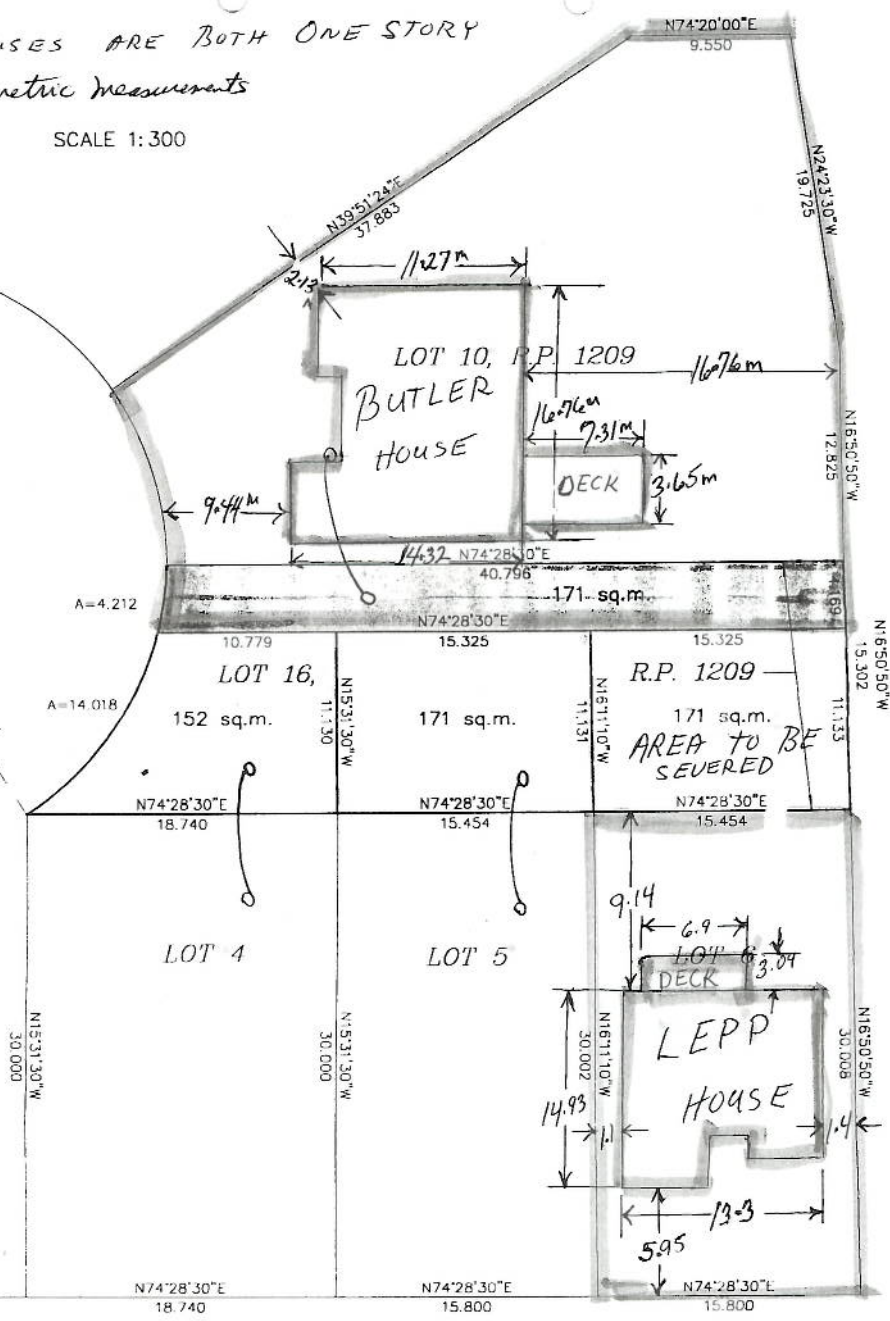 ARE BOTH ONE STORY
Measurements
SCALE 1:300
N74°20'00"E
9.550
N39°51'24"E
37.883
N24°23'30"W
19.725
2.13
11.27m
LOT 10, R.P. 1209
BUTLER
HOUSE
16.76m
16.76m
7.31m
DECK
3.65m
N16°50'50"W
12.825
9.44m
14.32
N74°28'30"E
40.796
171 sq.m.
A=4.212
N74°28'30"E
10.779
15.325
15.325
N16°50'50"W
15.302
LOT 16,
R.P. 1209
A=14.018
152 sq.m.
N15°31'30"W
11.130
171 sq.m.
N16°11'10"W
11.131
171 sq.m.
11.133
AREA TO BE
SEVERED
N74°28'30"E
18.740
N74°28'30"E
15.454
N74°28'30"E
15.454
9.14
6.9
LOT 6
3.04
DECK
LOT 4
LOT 5
LEPP
HOUSE
N15°31'30"W
30.000
N15°31'30"W
30.000
N16°11'10"W
30.002
N16°50'50"W
30.008
14.93
1.1
1.4
13.3
5.95
N74°28'30"E
18.740
N74°28'30"E
15.800
N74°28'30"E
15.800